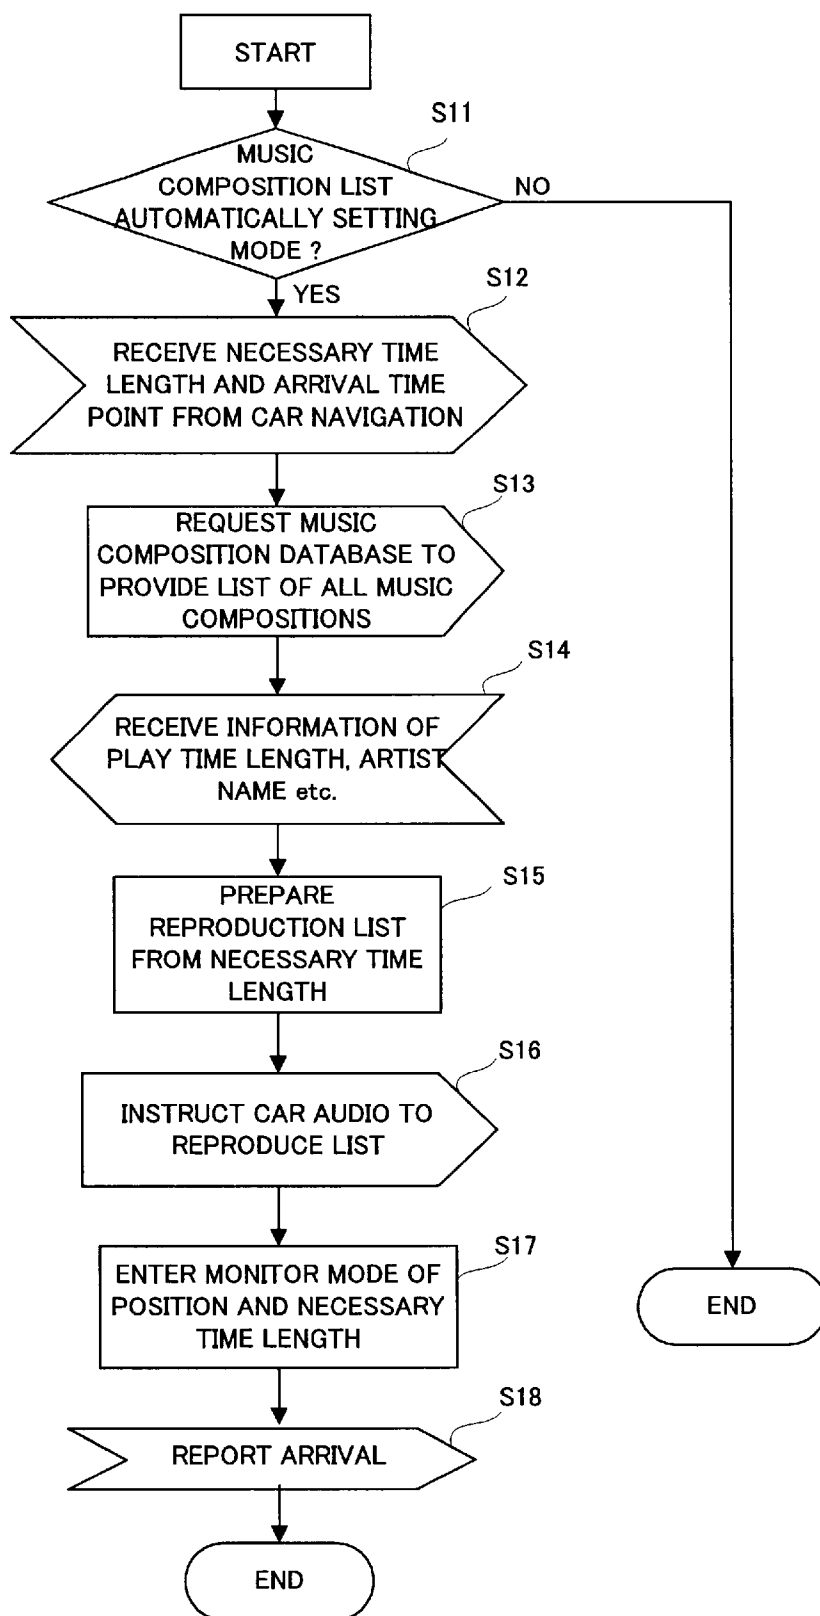 START
S11
MUSIC
COMPOSITION LIST
AUTOMATICALLY SETTING
MODE ?
NO
YES
S12
RECEIVE NECESSARY TIME
LENGTH AND ARRIVAL TIME
POINT FROM CAR NAVIGATION
S13
REQUEST MUSIC
COMPOSITION DATABASE TO
PROVIDE LIST OF ALL MUSIC
COMPOSITIONS
S14
RECEIVE INFORMATION OF
PLAY TIME LENGTH, ARTIST
NAME etc.
S15
PREPARE
REPRODUCTION LIST
FROM NECESSARY TIME
LENGTH
S16
INSTRUCT CAR AUDIO TO
REPRODUCE LIST
S17
ENTER MONITOR MODE OF
POSITION AND NECESSARY
TIME LENGTH
END
S18
REPORT ARRIVAL
END